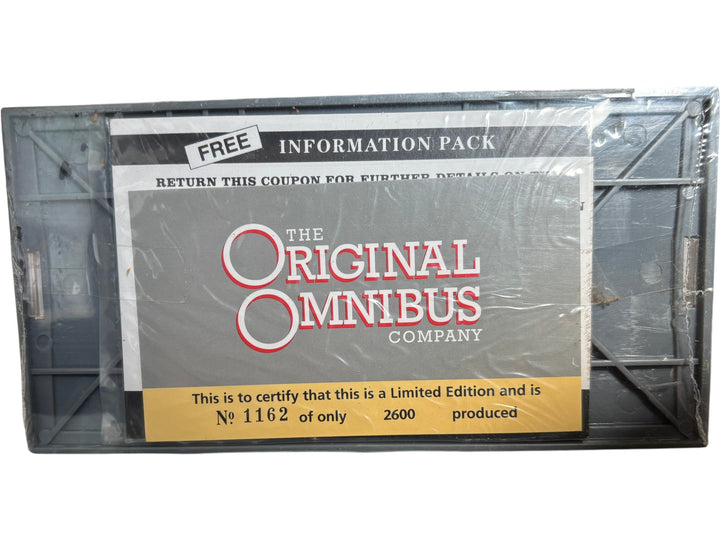 FREE INFORMATION PACK
RETURN THIS COUPON FOR FURTHER DETAILS ON
THE
ORIGINAL
OMNIBUS
COMPANY
This is to certify that this is a Limited Edition and is
Nº 1162 of only 2600 produced